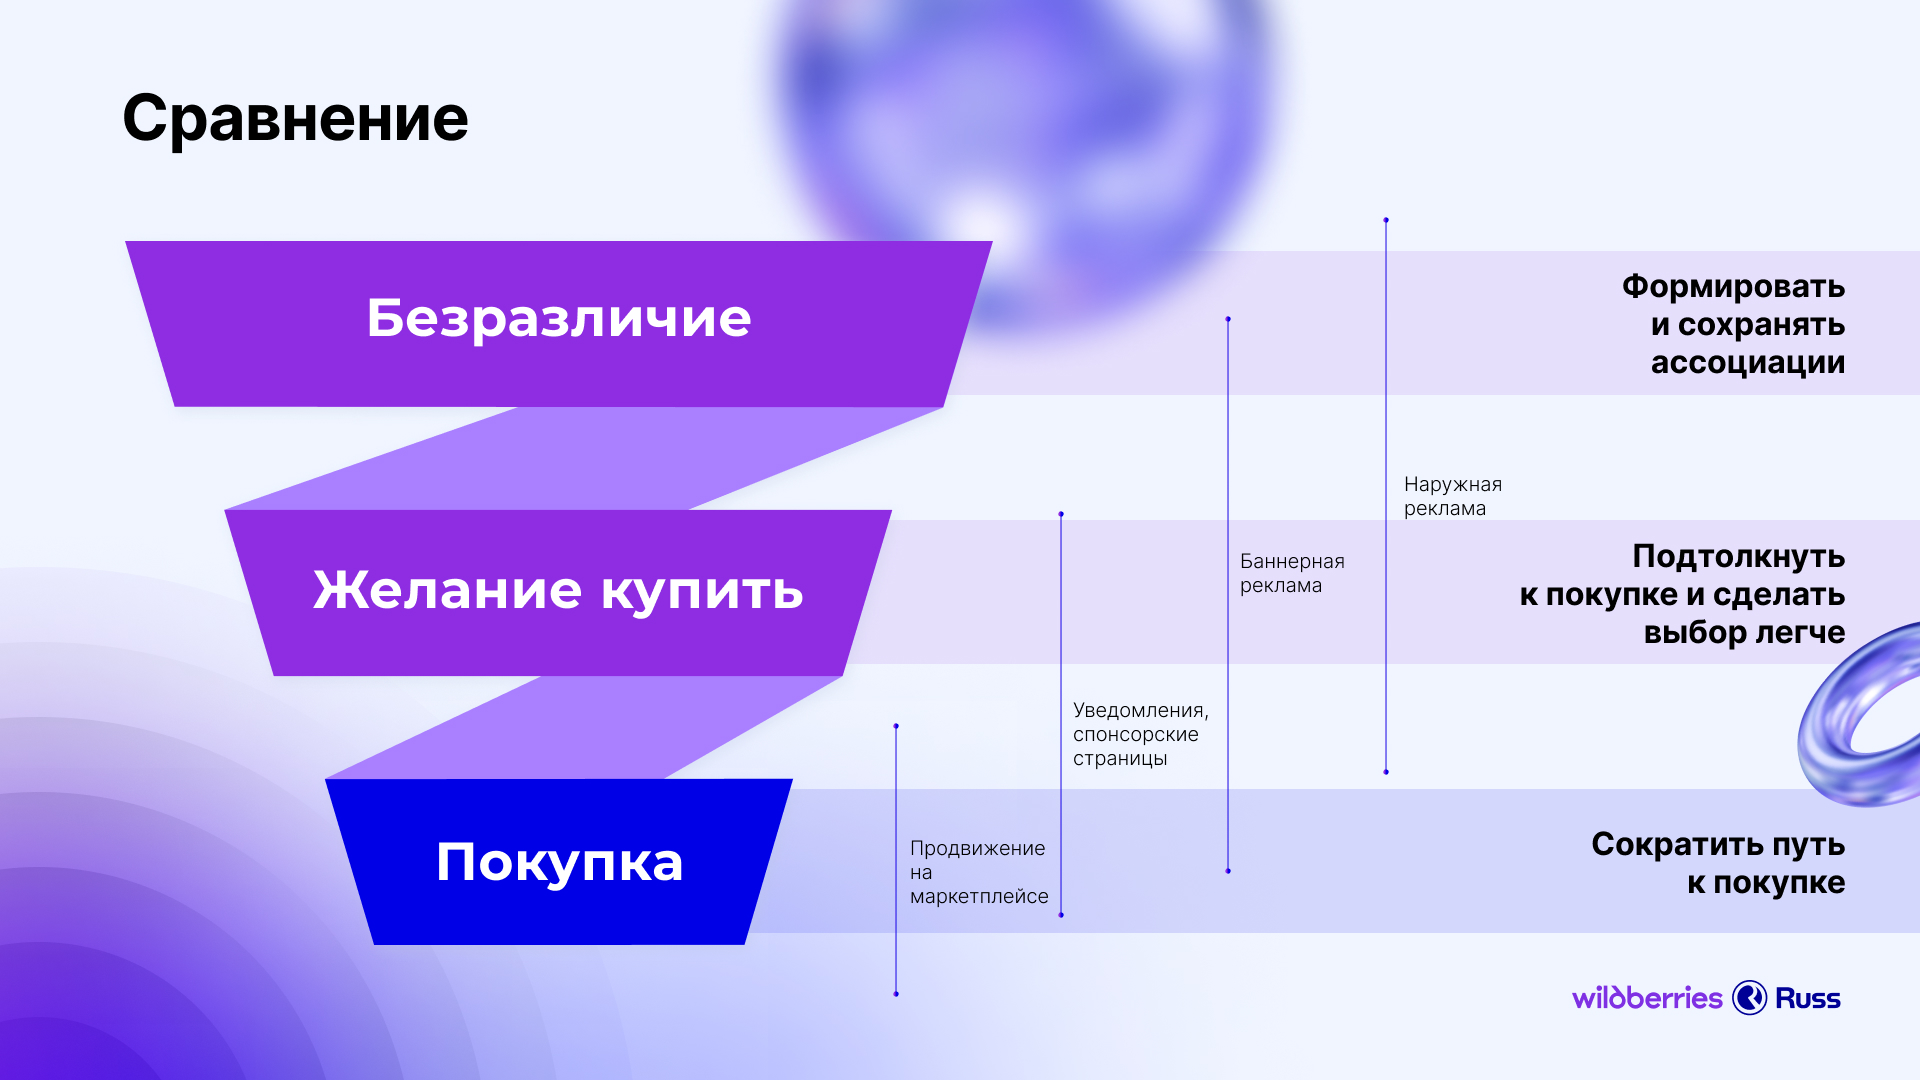 Сравнение
Безразличие
Формировать
и сохранять
ассоциации
Наружная
реклама
Желание купить
Баннерная
реклама
Подтолкнуть
к покупке и сделать
выбор легче
Уведомления,
спонсорские
страницы
Покупка
Продвижение
на
маркетплейсе
Сократить путь
к покупке
wildberries Russ